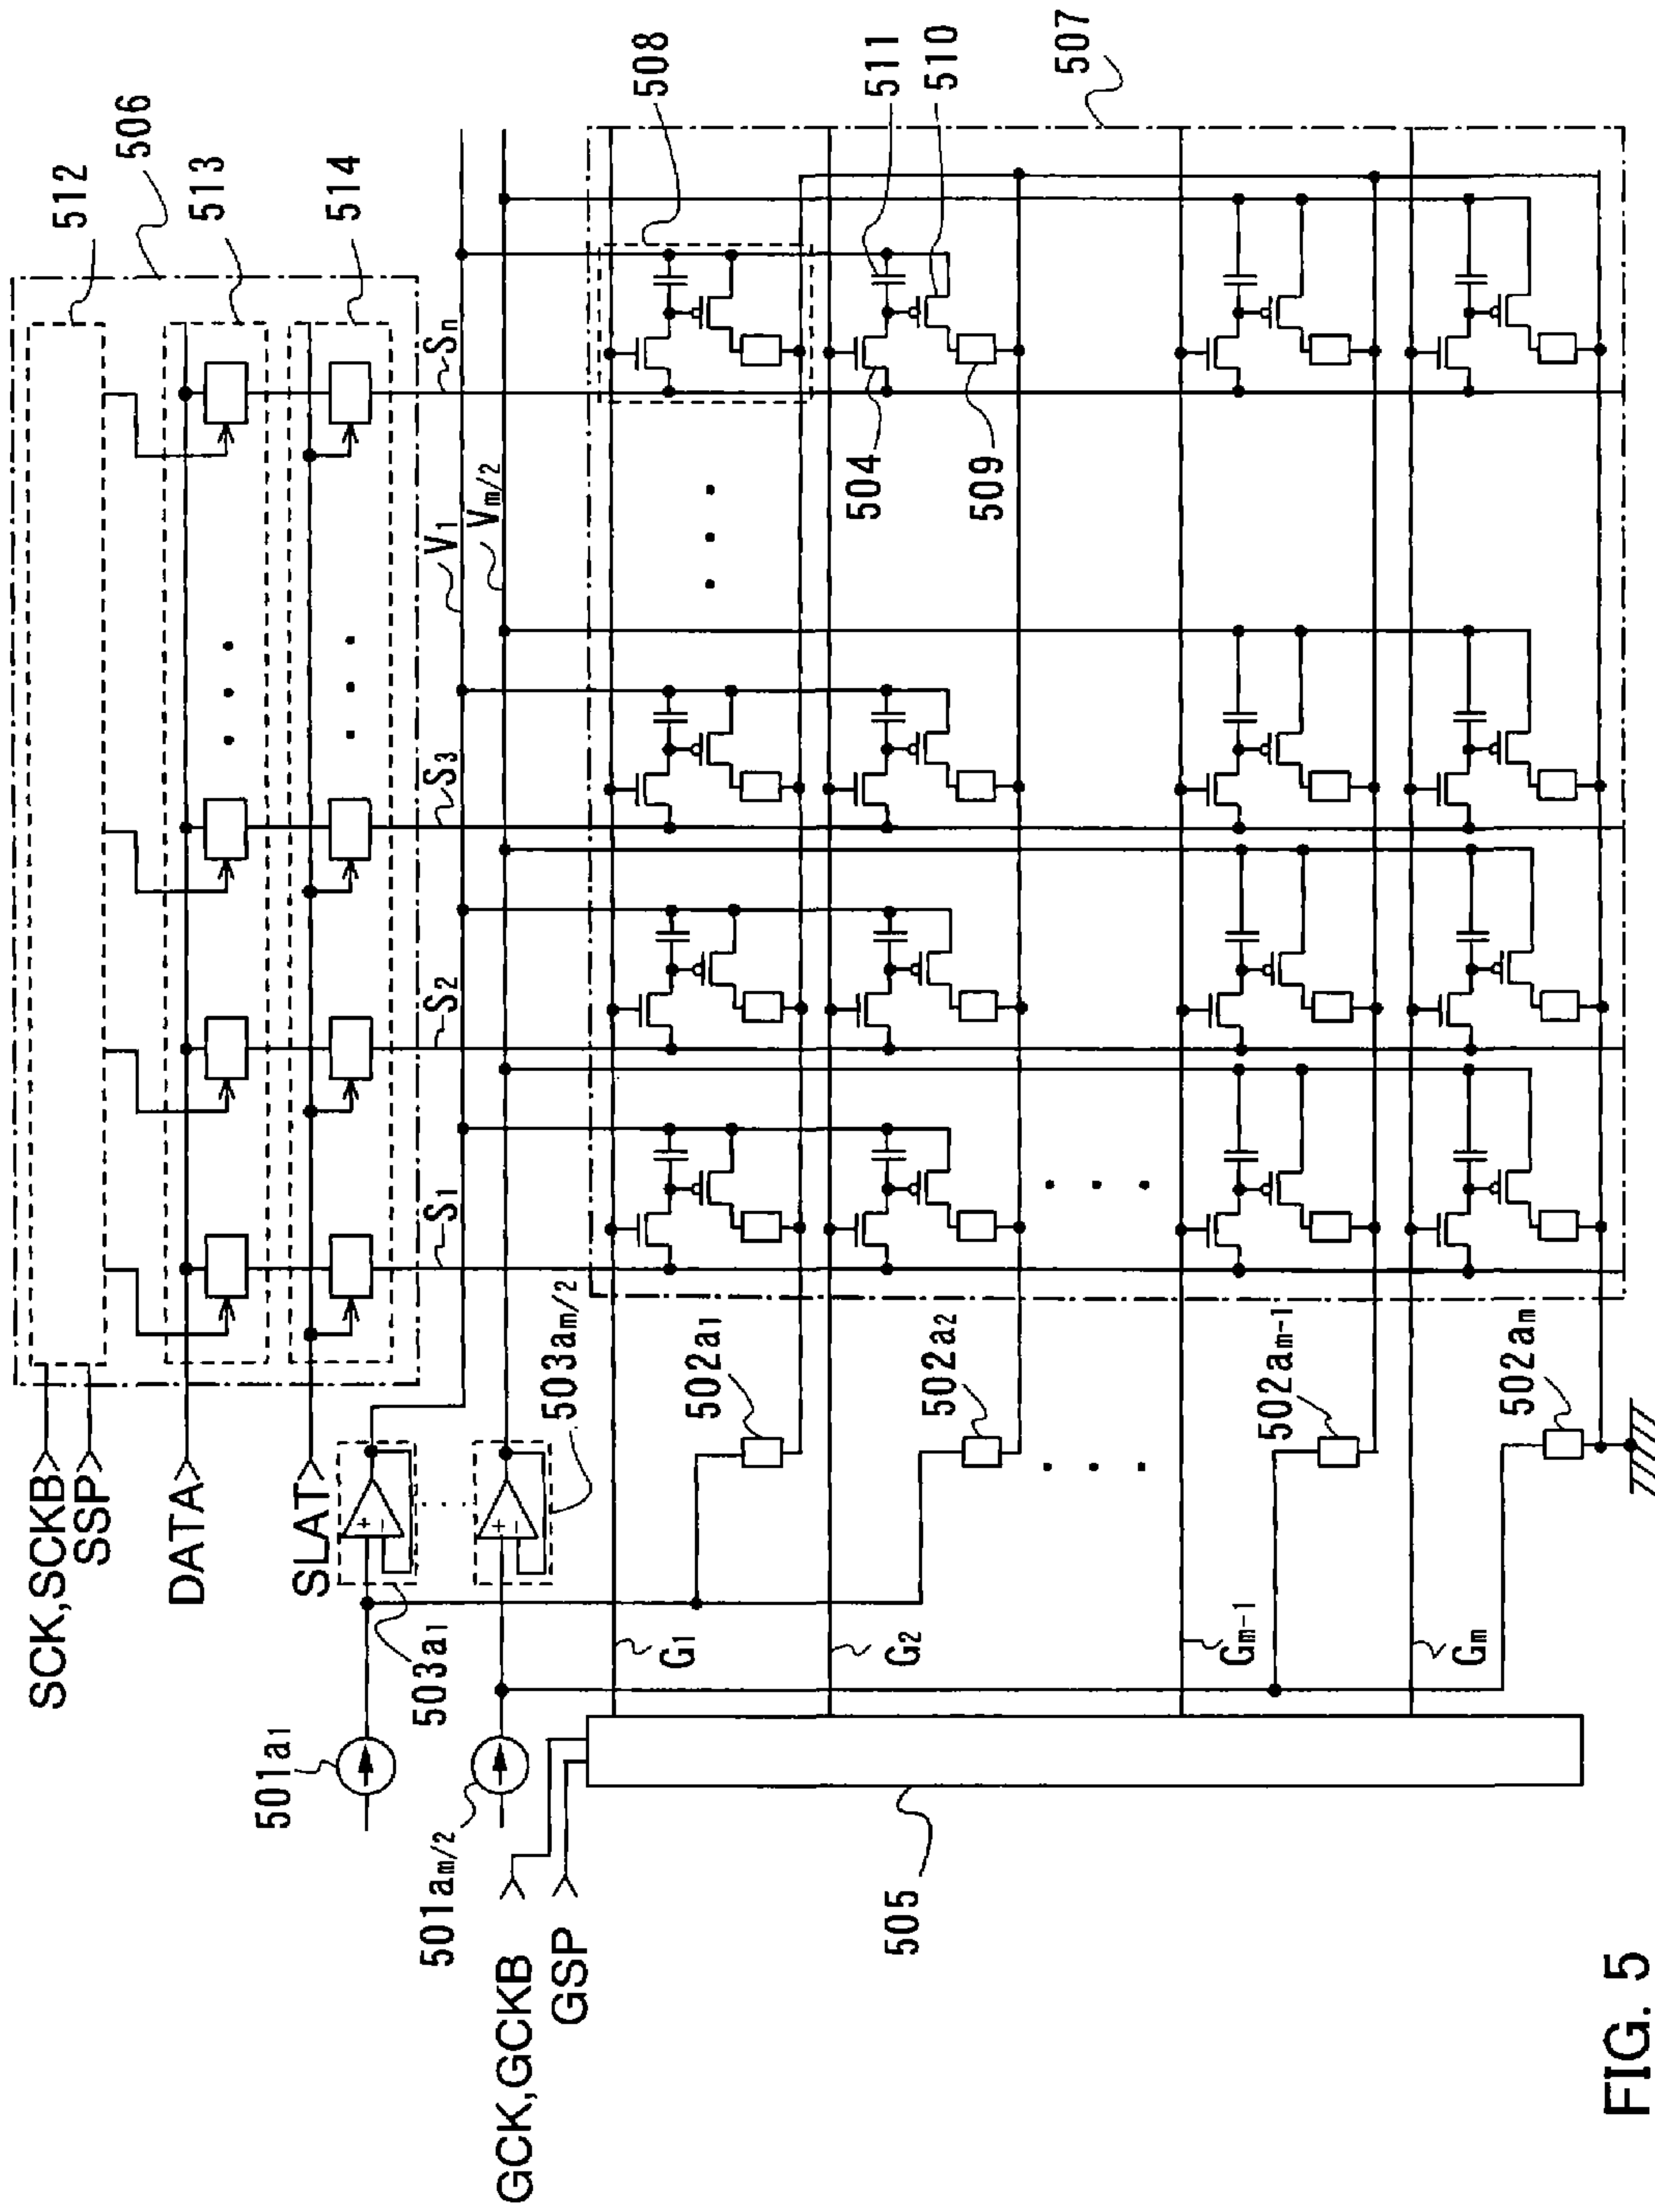 SCK,SCKB
SSP
DATA
SLAT
512
506
513
514
S1
S2
S3
Sn
V1
Vm/2
508
511
510
507
504
509
501a1
503a1
503am/2
501am/2
GCK,GCKB
GSP
505
G1
G2
Gm-1
Gm
502a1
502a2
502am-1
502am
+
−
+
−
FIG. 5